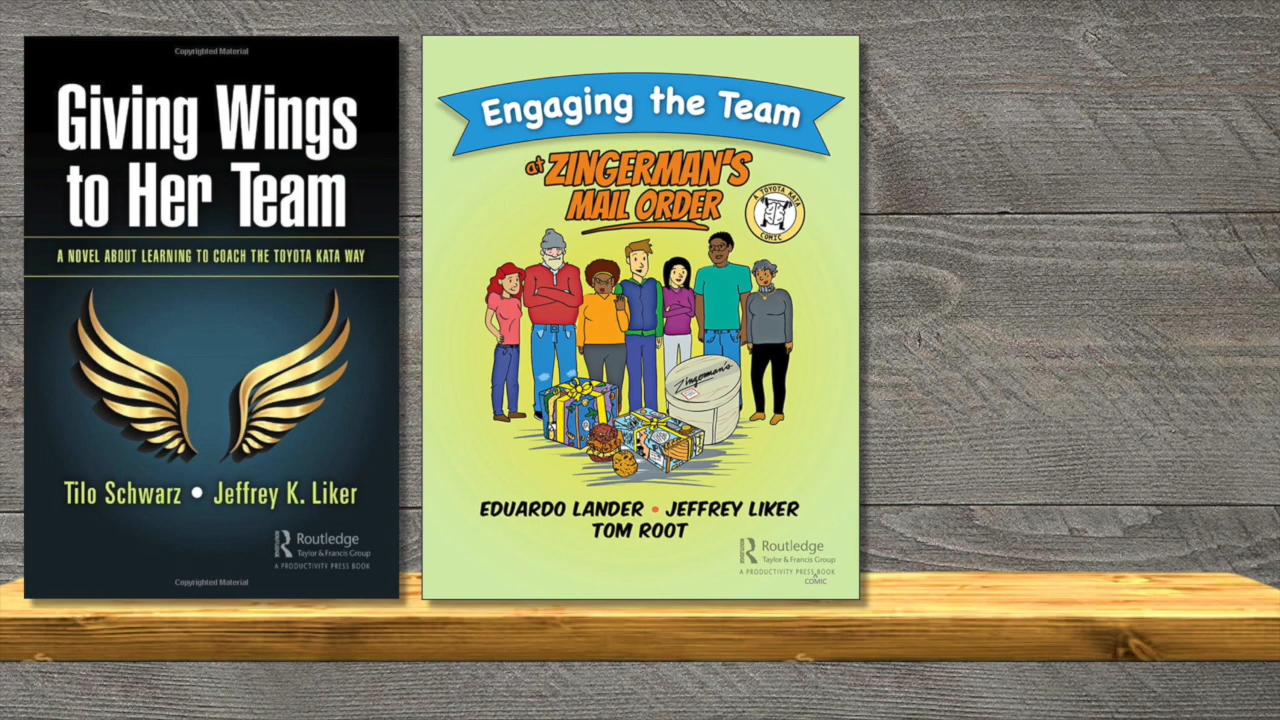 Copyrighted Material
Giving Wings
to Her Team
A NOVEL ABOUT LEARNING TO COACH THE TOYOTA KATA WAY
Tilo Schwarz • Jeffrey K. Liker
ROUTLEDGE
Routledge
Taylor & Francis Group
A PRODUCTIVITY PRESS BOOK
Copyrighted Material
Engaging the Team
at ZINGERMAN'S
MAIL ORDER
A TOYOTA KATA
COMIC
Zingerman's
EDUARDO LANDER • JEFFREY LIKER
TOM ROOT
ROUTLEDGE
Routledge
Taylor & Francis Group
A PRODUCTIVITY PRESS BOOK
COMIC